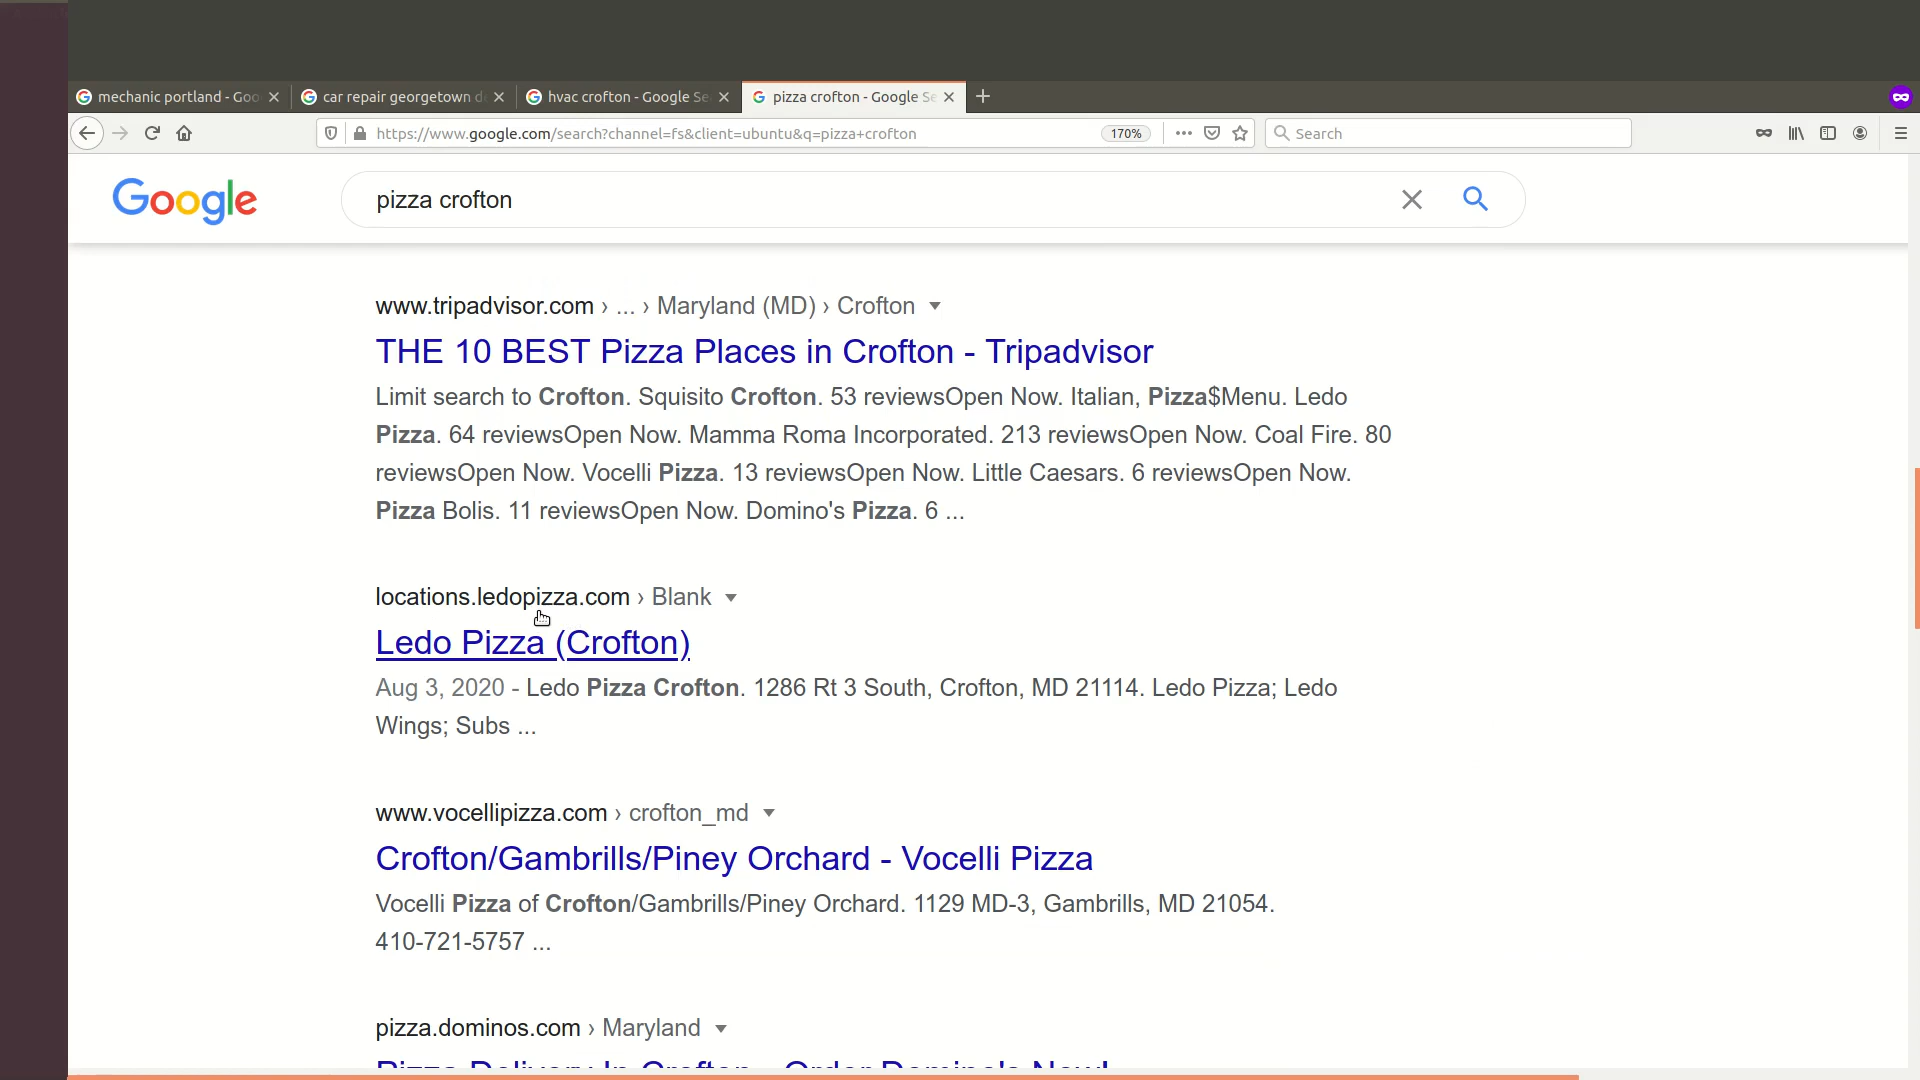 mechanic portland - Goo
car repair georgetown d
hvac crofton - Google Se
pizza crofton - Google Se
https://www.google.com/search?channel=fs&client=ubuntu&q=pizza+crofton
170%
Search
Google
pizza crofton
www.tripadvisor.com › ... › Maryland (MD) › Crofton
THE 10 BEST Pizza Places in Crofton - Tripadvisor
Limit search to Crofton. Squisito Crofton. 53 reviewsOpen Now. Italian, Pizza$Menu. Ledo
Pizza. 64 reviewsOpen Now. Mamma Roma Incorporated. 213 reviewsOpen Now. Coal Fire. 80
reviewsOpen Now. Vocelli Pizza. 13 reviewsOpen Now. Little Caesars. 6 reviewsOpen Now.
Pizza Bolis. 11 reviewsOpen Now. Domino's Pizza. 6 ...
locations.ledopizza.com › Blank
Ledo Pizza (Crofton)
Aug 3, 2020 - Ledo Pizza Crofton. 1286 Rt 3 South, Crofton, MD 21114. Ledo Pizza; Ledo
Wings; Subs ...
www.vocellipizza.com › crofton_md
Crofton/Gambrills/Piney Orchard - Vocelli Pizza
Vocelli Pizza of Crofton/Gambrills/Piney Orchard. 1129 MD-3, Gambrills, MD 21054.
410-721-5757 ...
pizza.dominos.com › Maryland
Pizza Delivery In Crofton - Order Domino's Now!